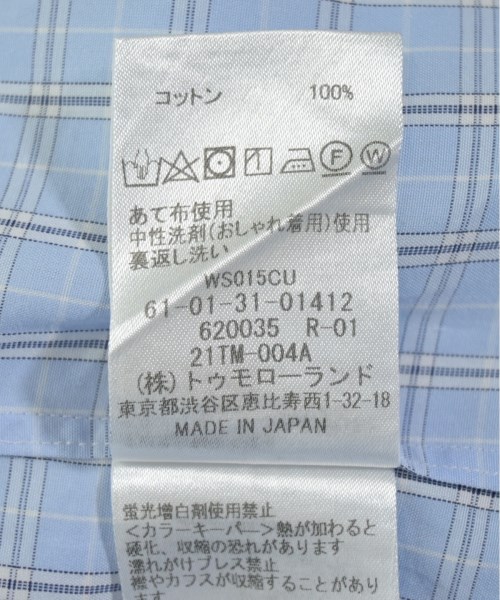 コットン 100%
F W
あて布使用
中性洗剤(おしゃれ着用)使用
裏返し洗い
WS015CU
61-01-31-01412
620035 R-01
21TM-004A
(株)トゥモローランド
東京都渋谷区恵比寿西1-32-18
MADE IN JAPAN
蛍光増白剤使用禁止
<カラーキーパー>熱が加わると
硬化、収縮の恐れがあります
濡れがけプレス禁止
襟やカフスが収縮することがあり
ます